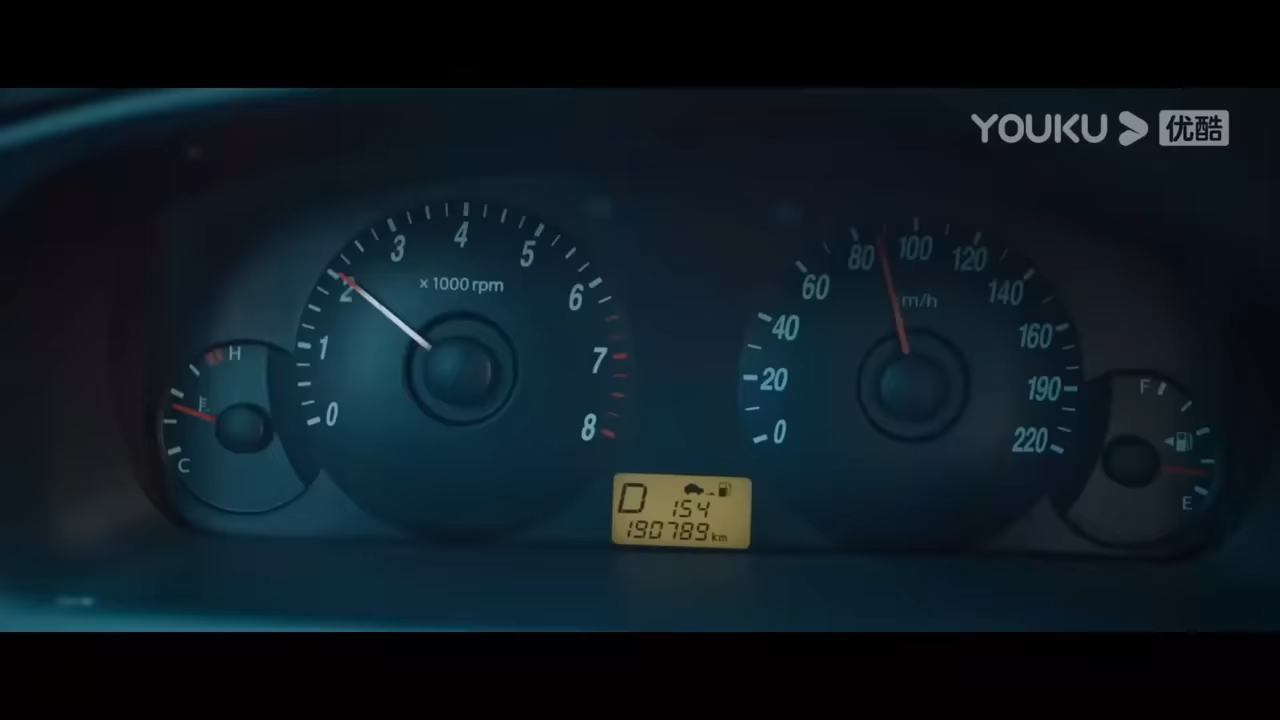 YOUKU 优酷
0 1 2 3 4 5 6 7 8
x 1000 rpm
0 20 40 60 80 100 120 140 160 190 220
m/h
H
C
F
E
D
154
190789 km